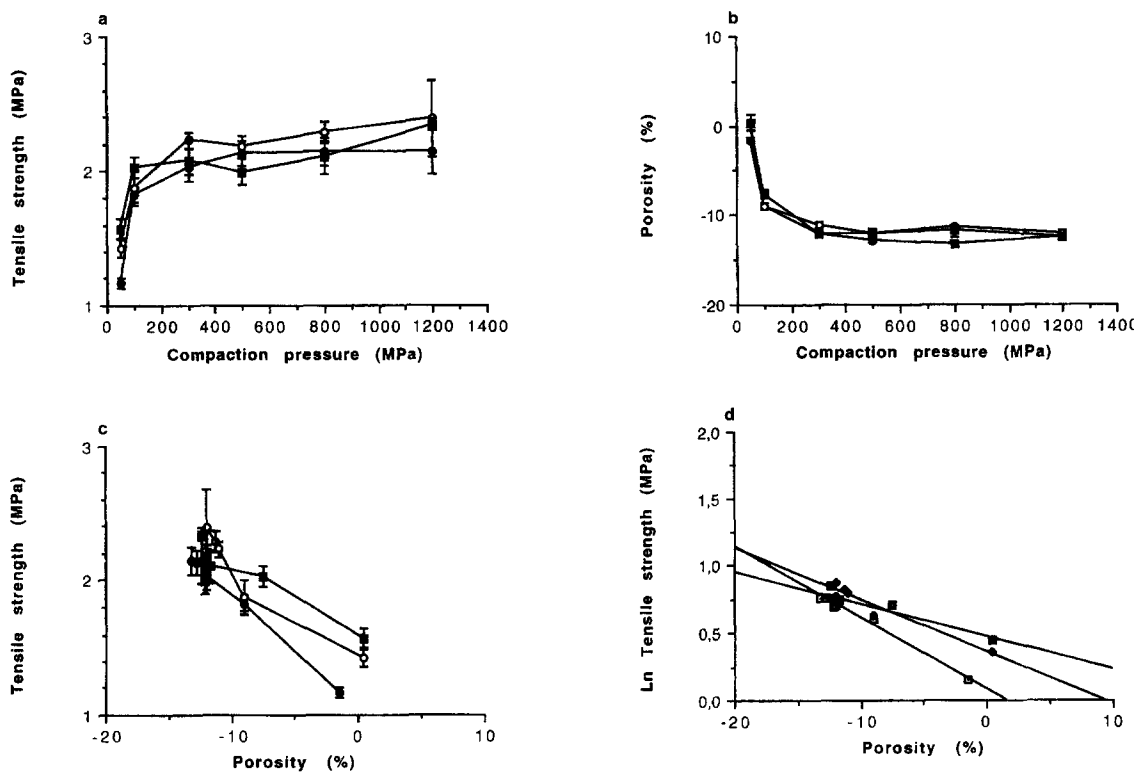 a
3
2
1
0 200 400 600 800 1000 1200 1400
Tensile strength (MPa)
Compaction pressure (MPa)
b
10
0
-10
-20
0 200 400 600 800 1000 1200 1400
Porosity (%)
Compaction pressure (MPa)
c
3
2
1
-20 -10 0 10
Tensile strength (MPa)
Porosity (%)
d
2,0
1,5
1,0
0,5
0,0
-20 -10 0 10
Ln Tensile strength (MPa)
Porosity (%)